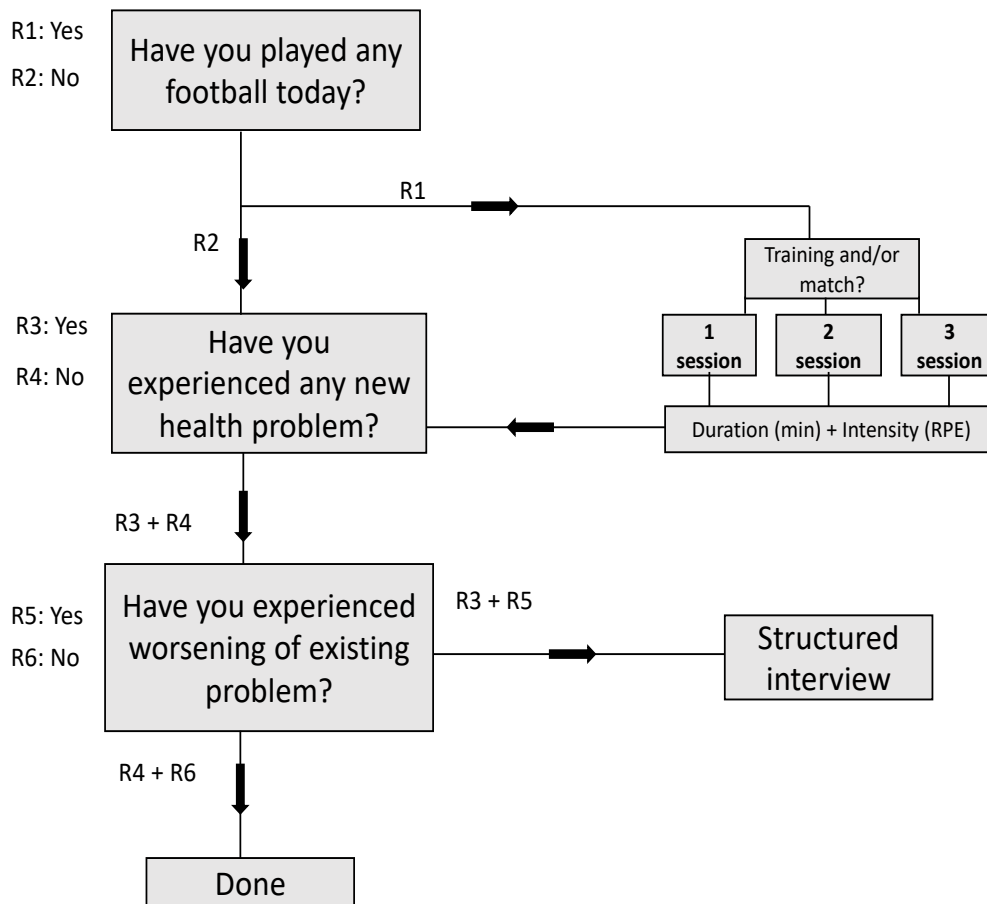 R1: Yes
R2: No
Have you played any
football today?
R1
R2
Training and/or
match?
1
session
2
session
3
session
Duration (min) + Intensity (RPE)
R3: Yes
R4: No
Have you
experienced any new
health problem?
R3 + R4
R5: Yes
R6: No
Have you experienced
worsening of existing
problem?
R3 + R5
Structured
interview
R4 + R6
Done